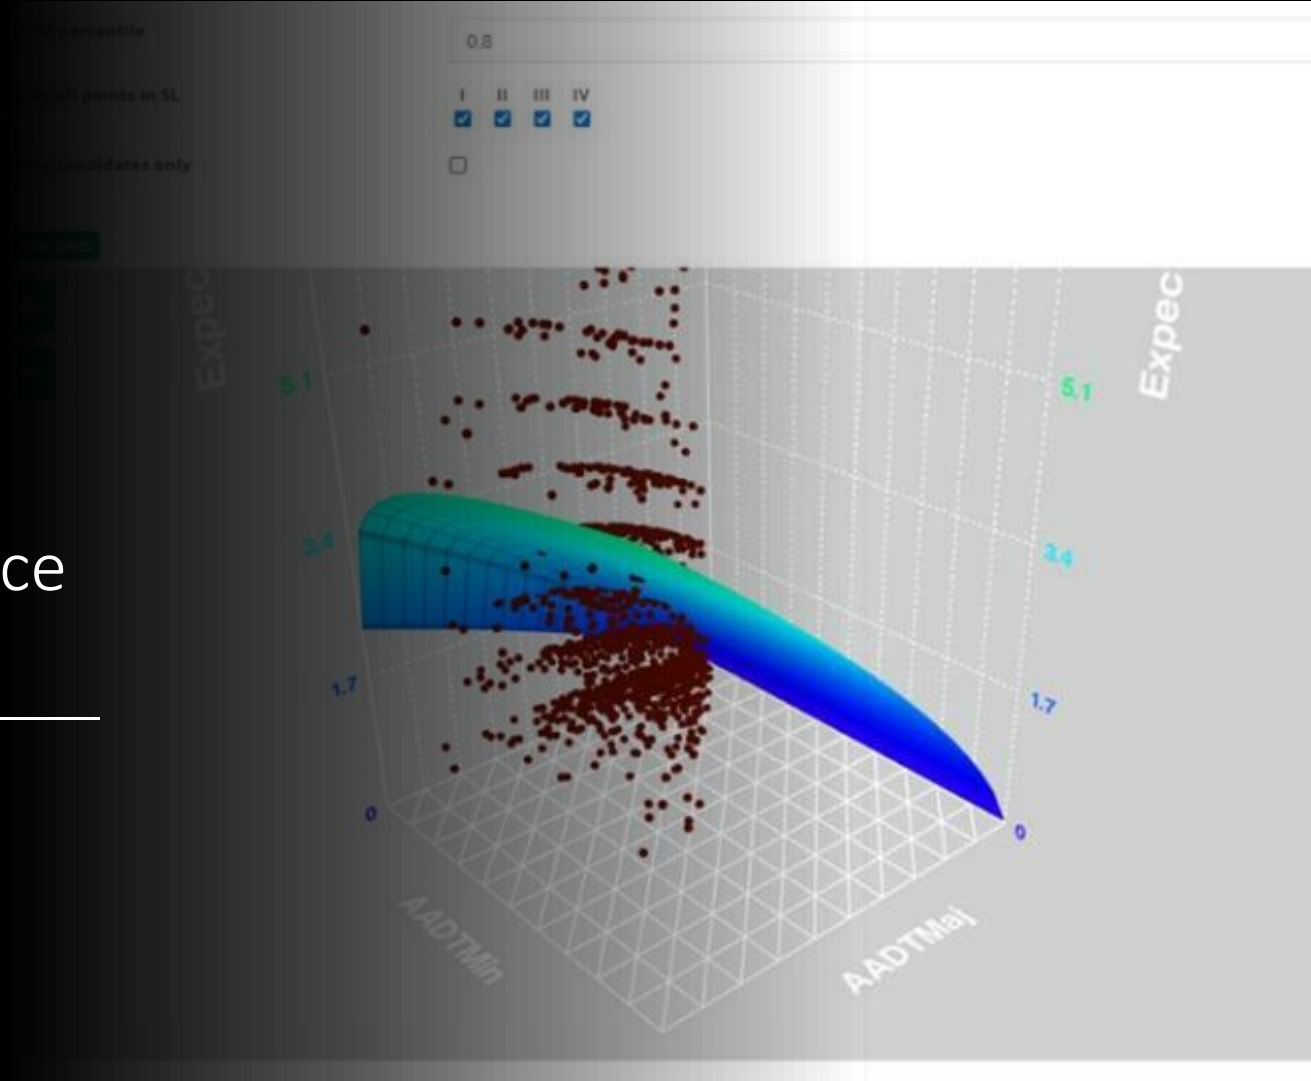 percentile
0.8
all points in SL
I II III IV
candidates only
Expec
Expec
5.1
5.1
3.4
3.4
ce
1.7
1.7
0
0
AADTMin
AADTMaj